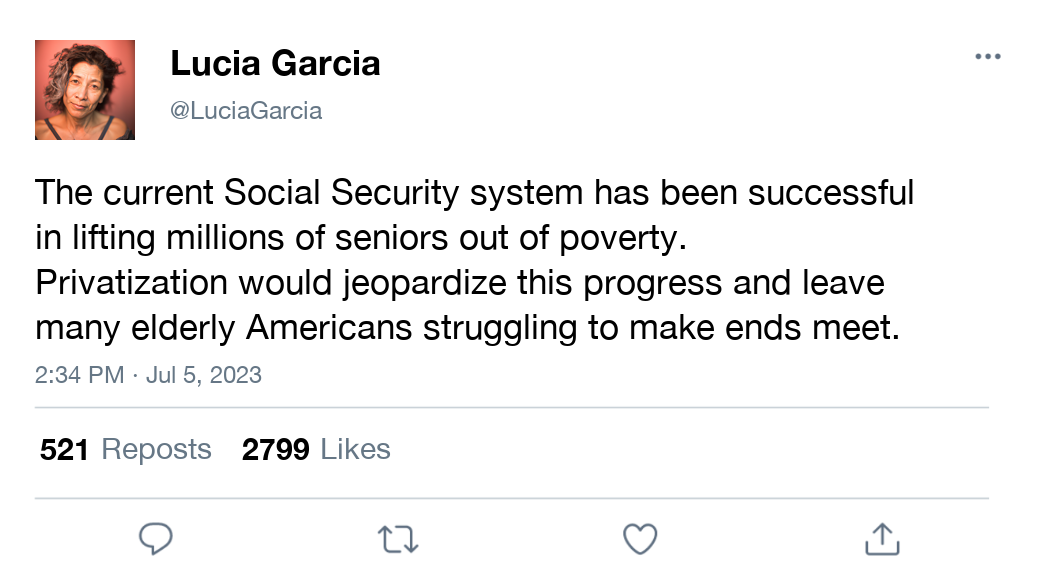 Lucia Garcia
@LuciaGarcia
The current Social Security system has been successful
in lifting millions of seniors out of poverty.
Privatization would jeopardize this progress and leave
many elderly Americans struggling to make ends meet.
2:34 PM · Jul 5, 2023
521 Reposts 2799 Likes